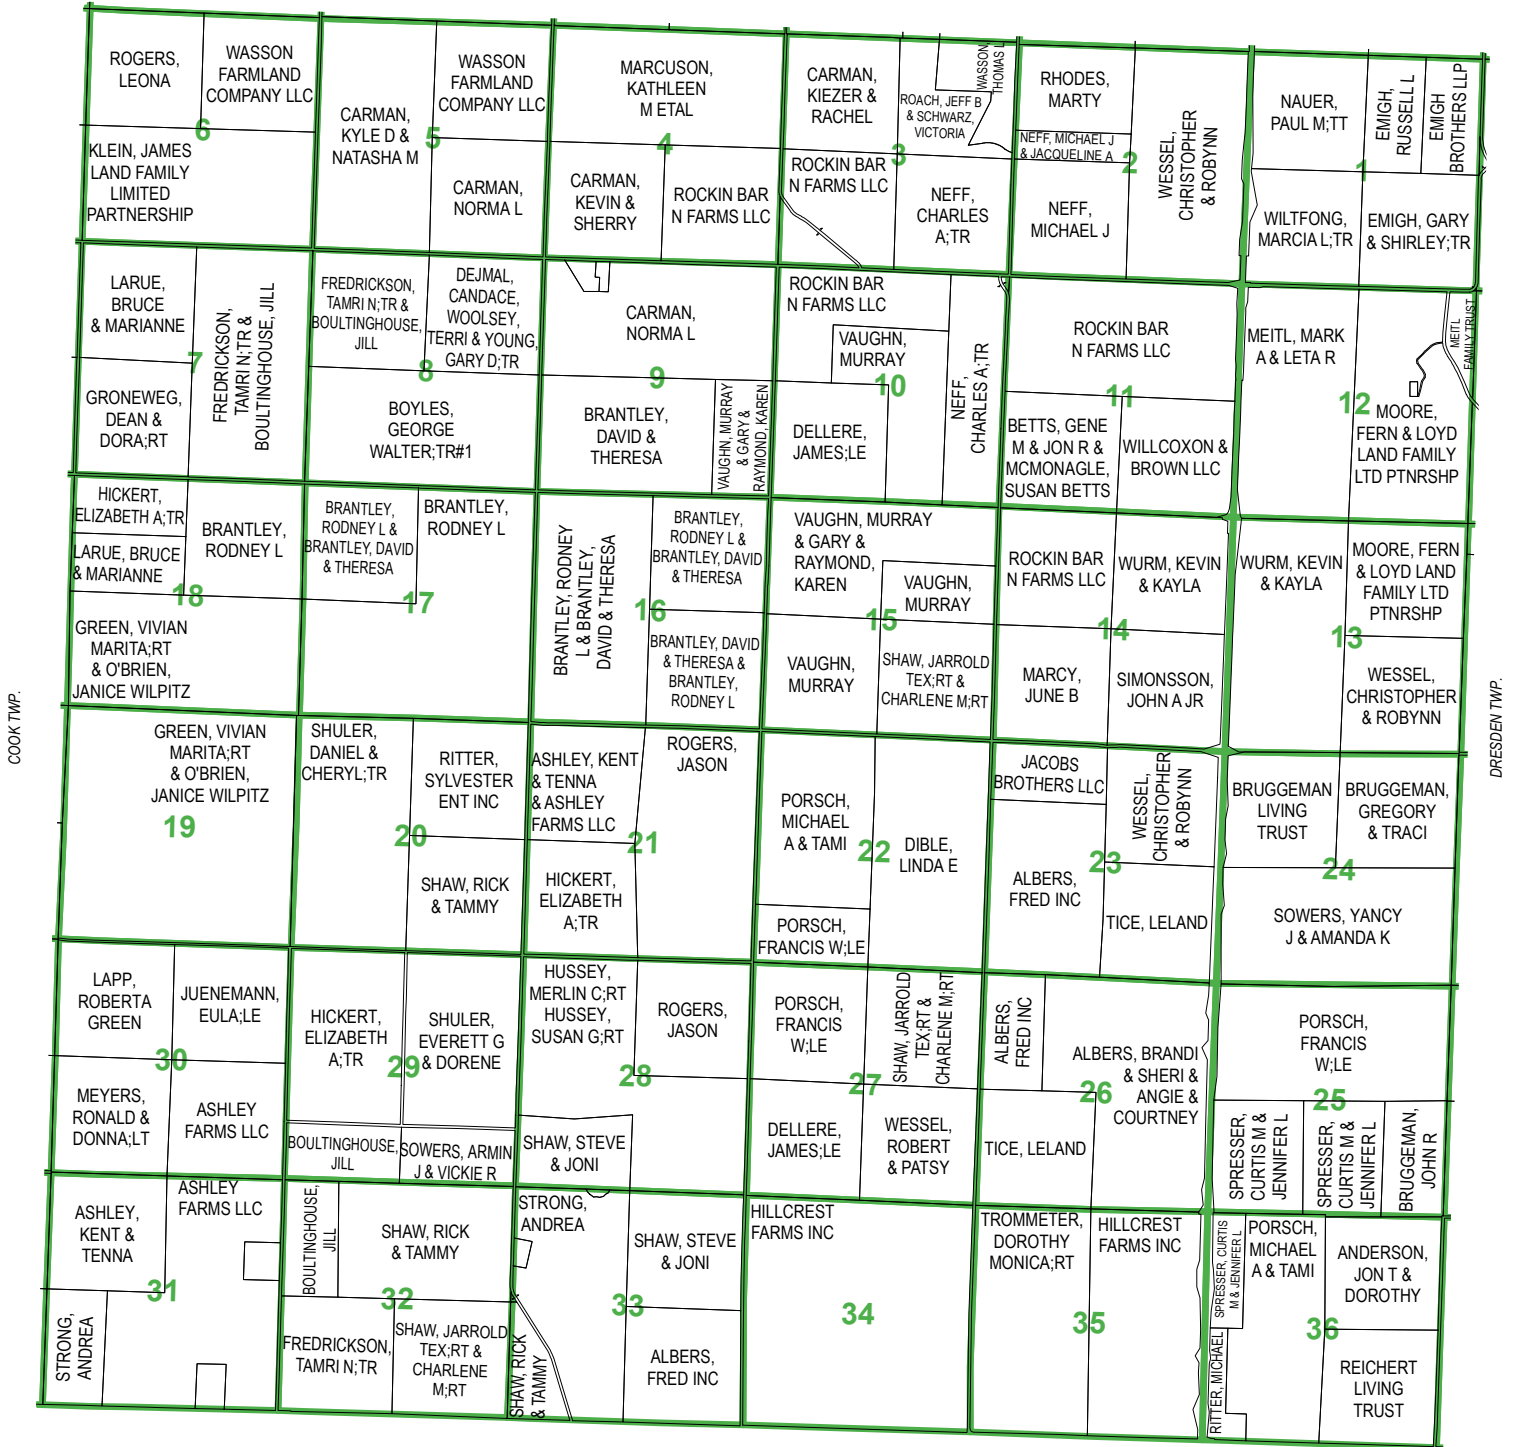 ROGERS,
LEONA
WASSON
FARMLAND
COMPANY LLC
6
KLEIN, JAMES
LAND FAMILY
LIMITED
PARTNERSHIP
CARMAN,
KYLE D &
NATASHA M
WASSON
FARMLAND
COMPANY LLC
5
CARMAN,
NORMA L
MARCUSON,
KATHLEEN
M ETAL
4
CARMAN,
KEVIN &
SHERRY
ROCKIN BAR
N FARMS LLC
CARMAN,
KIEZER &
RACHEL
WASSON,
THOMAS L
ROACH, JEFF B
& SCHWARZ,
VICTORIA
3
ROCKIN BAR
N FARMS LLC
NEFF,
CHARLES
A;TR
RHODES,
MARTY
NEFF, MICHAEL J
& JACQUELINE A
2
NEFF,
MICHAEL J
WESSEL,
CHRISTOPHER
& ROBYNN
NAUER,
PAUL M;TT
EMIGH,
RUSSELL L
EMIGH
BROTHERS LLP
1
WILTFONG,
MARCIA L;TR
EMIGH, GARY
& SHIRLEY;TR
LARUE,
BRUCE
& MARIANNE
FREDRICKSON,
TAMRI N;TR &
BOULTINGHOUSE, JILL
7
GRONEWEG,
DEAN &
DORA;RT
FREDRICKSON,
TAMRI N;TR &
BOULTINGHOUSE,
JILL
DEJMAL,
CANDACE,
WOOLSEY,
TERRI & YOUNG,
GARY D;TR
8
BOYLES,
GEORGE
WALTER;TR#1
CARMAN,
NORMA L
9
BRANTLEY,
DAVID &
THERESA
VAUGHN, MURRAY
& GARY &
RAYMOND, KAREN
ROCKIN BAR
N FARMS LLC
VAUGHN,
MURRAY
10
DELLERE,
JAMES;LE
NEFF,
CHARLES A;TR
ROCKIN BAR
N FARMS LLC
11
BETTS, GENE
M & JON R &
MCMONAGLE,
SUSAN BETTS
WILLCOXON &
BROWN LLC
MEITL, MARK
A & LETA R
MEITL
FAMILY TRUST
12
MOORE,
FERN & LOYD
LAND FAMILY
LTD PTNRSHP
HICKERT,
ELIZABETH A;TR
LARUE, BRUCE
& MARIANNE
BRANTLEY,
RODNEY L
18
GREEN, VIVIAN
MARITA;RT
& O'BRIEN,
JANICE WILPITZ
BRANTLEY,
RODNEY L &
BRANTLEY, DAVID
& THERESA
BRANTLEY,
RODNEY L
17
BRANTLEY, RODNEY
L & BRANTLEY,
DAVID & THERESA
BRANTLEY,
RODNEY L &
BRANTLEY, DAVID
& THERESA
16
BRANTLEY, DAVID
& THERESA &
BRANTLEY,
RODNEY L
VAUGHN, MURRAY
& GARY &
RAYMOND,
KAREN
VAUGHN,
MURRAY
15
VAUGHN,
MURRAY
SHAW, JARROLD
TEX;RT &
CHARLENE M;RT
ROCKIN BAR
N FARMS LLC
WURM, KEVIN
& KAYLA
14
MARCY,
JUNE B
SIMONSSON,
JOHN A JR
WURM, KEVIN
& KAYLA
MOORE, FERN
& LOYD LAND
FAMILY LTD
PTNRSHP
13
WESSEL,
CHRISTOPHER
& ROBYNN
COOK TWP.
DRESDEN TWP.
GREEN, VIVIAN
MARITA;RT
& O'BRIEN,
JANICE WILPITZ
19
SHULER,
DANIEL &
CHERYL;TR
RITTER,
SYLVESTER
ENT INC
20
SHAW, RICK
& TAMMY
ASHLEY, KENT
& TENNA
& ASHLEY
FARMS LLC
ROGERS,
JASON
21
HICKERT,
ELIZABETH
A;TR
PORSCH,
MICHAEL
A & TAMI
22
DIBLE,
LINDA E
PORSCH,
FRANCIS W;LE
JACOBS
BROTHERS LLC
WESSEL,
CHRISTOPHER
& ROBYNN
23
ALBERS,
FRED INC
TICE, LELAND
BRUGGEMAN
LIVING
TRUST
BRUGGEMAN,
GREGORY
& TRACI
24
SOWERS, YANCY
J & AMANDA K
LAPP,
ROBERTA
GREEN
JUENEMANN,
EULA;LE
30
MEYERS,
RONALD &
DONNA;LT
ASHLEY
FARMS LLC
HICKERT,
ELIZABETH
A;TR
SHULER,
EVERETT G
& DORENE
29
BOULTINGHOUSE,
JILL
SOWERS, ARMIN
J & VICKIE R
HUSSEY,
MERLIN C;RT
HUSSEY,
SUSAN G;RT
ROGERS,
JASON
28
SHAW, STEVE
& JONI
PORSCH,
FRANCIS
W;LE
SHAW, JARROLD
TEX;RT &
CHARLENE M;RT
27
DELLERE,
JAMES;LE
WESSEL,
ROBERT
& PATSY
ALBERS,
FRED INC
ALBERS, BRANDI
& SHERI &
ANGIE &
COURTNEY
26
TICE, LELAND
PORSCH,
FRANCIS
W;LE
25
SPRESSER,
CURTIS M &
JENNIFER L
SPRESSER,
CURTIS M &
JENNIFER L
BRUGGEMAN,
JOHN R
ASHLEY,
KENT &
TENNA
ASHLEY
FARMS LLC
31
STRONG,
ANDREA
BOULTINGHOUSE,
JILL
SHAW, RICK
& TAMMY
32
FREDRICKSON,
TAMRI N;TR
SHAW, JARROLD
TEX;RT &
CHARLENE
M;RT
STRONG,
ANDREA
SHAW, STEVE
& JONI
33
SHAW, RICK
& TAMMY
ALBERS,
FRED INC
HILLCREST
FARMS INC
34
TROMMETER,
DOROTHY
MONICA;RT
HILLCREST
FARMS INC
35
SPRESSER, CURTIS
M & JENNIFER L
PORSCH,
MICHAEL
A & TAMI
ANDERSON,
JON T &
DOROTHY
36
RITTER, MICHAEL
REICHERT
LIVING
TRUST